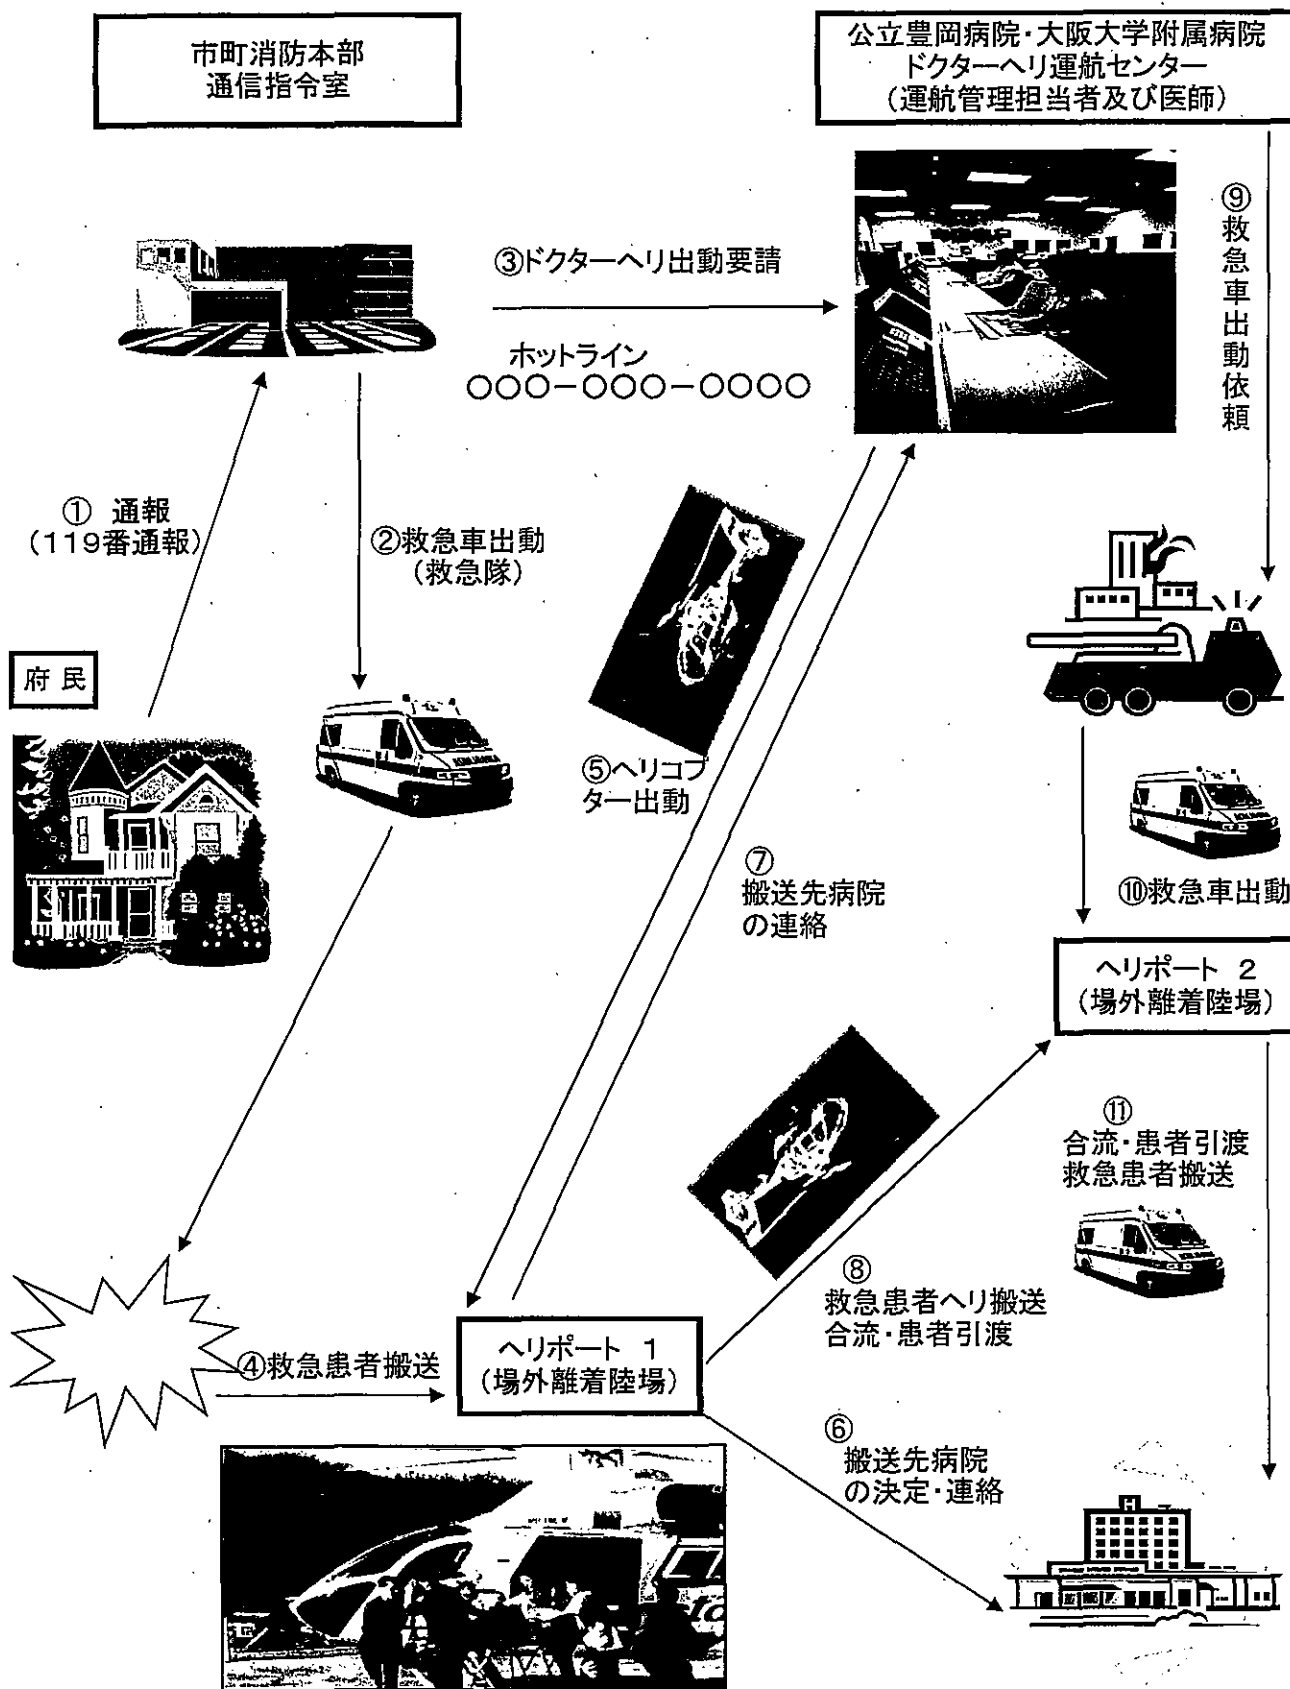 市町消防本部
通信指令室
公立豊岡病院・大阪大学附属病院
ドクターヘリ運航センター
(運航管理担当者及び医師)
③ドクターヘリ出動要請
ホットライン
○○○-○○○-○○○○
⑨救急車出動依頼
① 通報
(119番通報)
②救急車出動
(救急隊)
府民
⑤ヘリコプ
ター出動
⑦
搬送先病院
の連絡
⑩救急車出動
ヘリポート 2
(場外離着陸場)
⑪
合流・患者引渡
救急患者搬送
⑧
救急患者ヘリ搬送
合流・患者引渡
④救急患者搬送
ヘリポート 1
(場外離着陸場)
⑥
搬送先病院
の決定・連絡
H